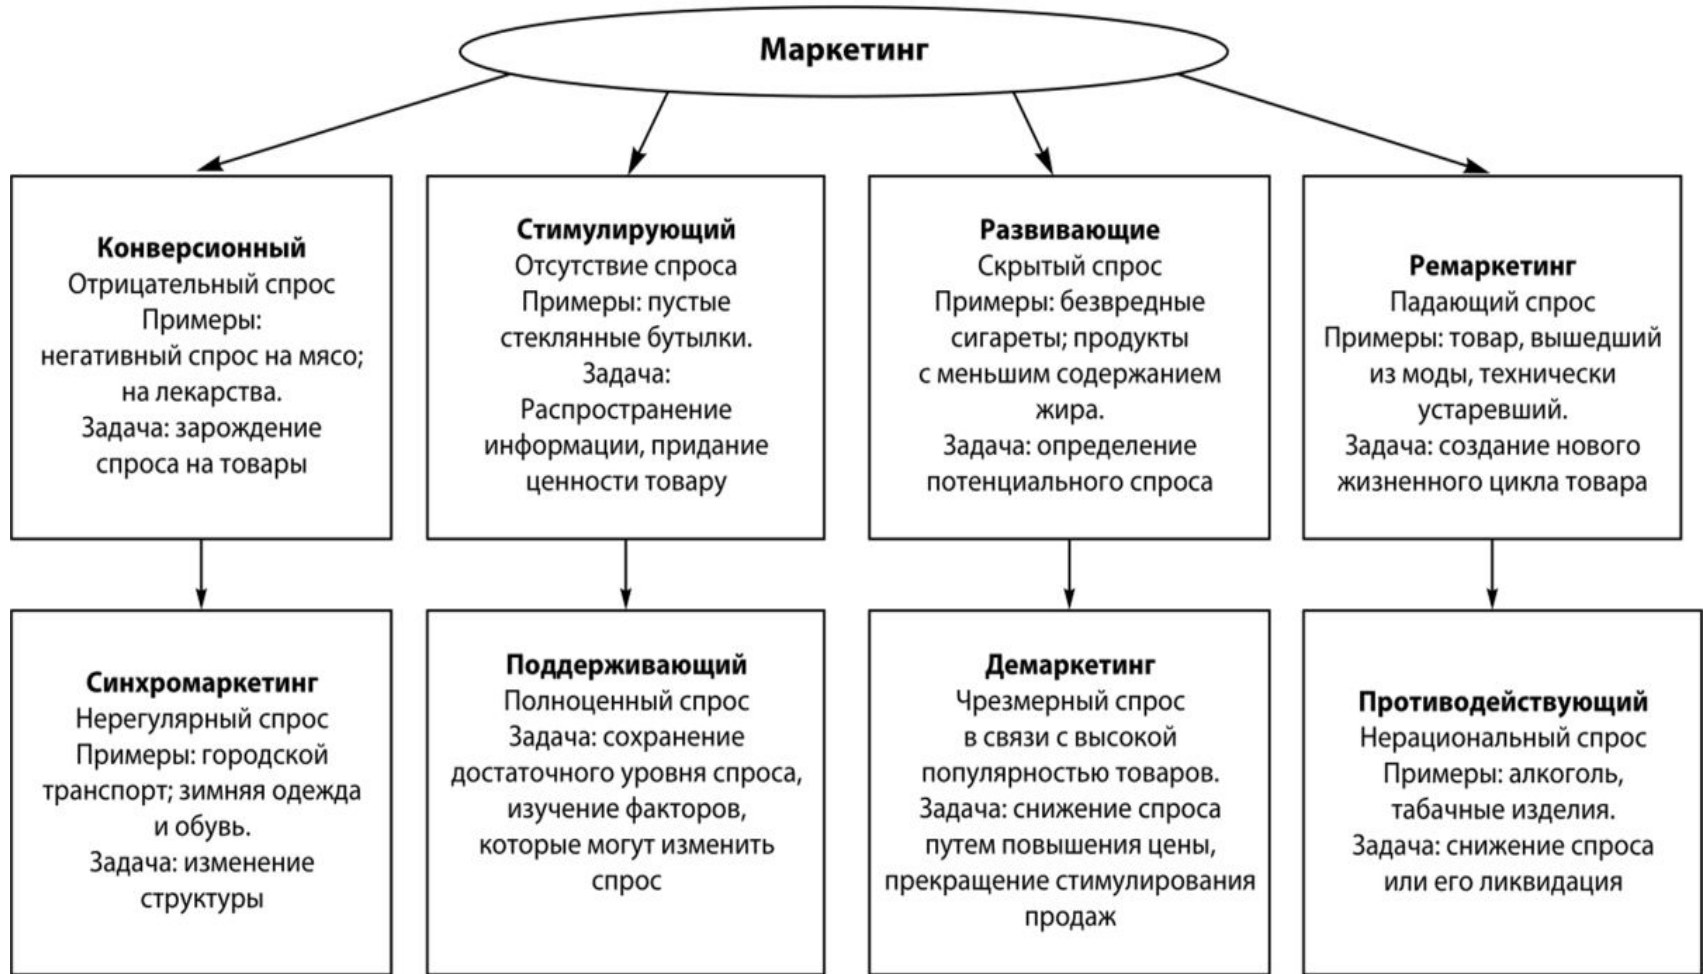 Маркетинг
Конверсионный
Отрицательный спрос
Примеры:
негативный спрос на мясо;
на лекарства.
Задача: зарождение
спроса на товары
Стимулирующий
Отсутствие спроса
Примеры: пустые
стеклянные бутылки.
Задача:
Распространение
информации, придание
ценности товару
Развивающие
Скрытый спрос
Примеры: безвредные
сигареты; продукты
с меньшим содержанием
жира.
Задача: определение
потенциального спроса
Ремаркетинг
Падающий спрос
Примеры: товар, вышедший
из моды, технически
устаревший.
Задача: создание нового
жизненного цикла товара
Синхромаркетинг
Нерегулярный спрос
Примеры: городской
транспорт; зимняя одежда
и обувь.
Задача: изменение
структуры
Поддерживающий
Полноценный спрос
Задача: сохранение
достаточного уровня спроса,
изучение факторов,
которые могут изменить
спрос
Демаркетинг
Чрезмерный спрос
в связи с высокой
популярностью товаров.
Задача: снижение спроса
путем повышения цены,
прекращение стимулирования
продаж
Противодействующий
Нерациональный спрос
Примеры: алкоголь,
табачные изделия.
Задача: снижение спроса
или его ликвидация